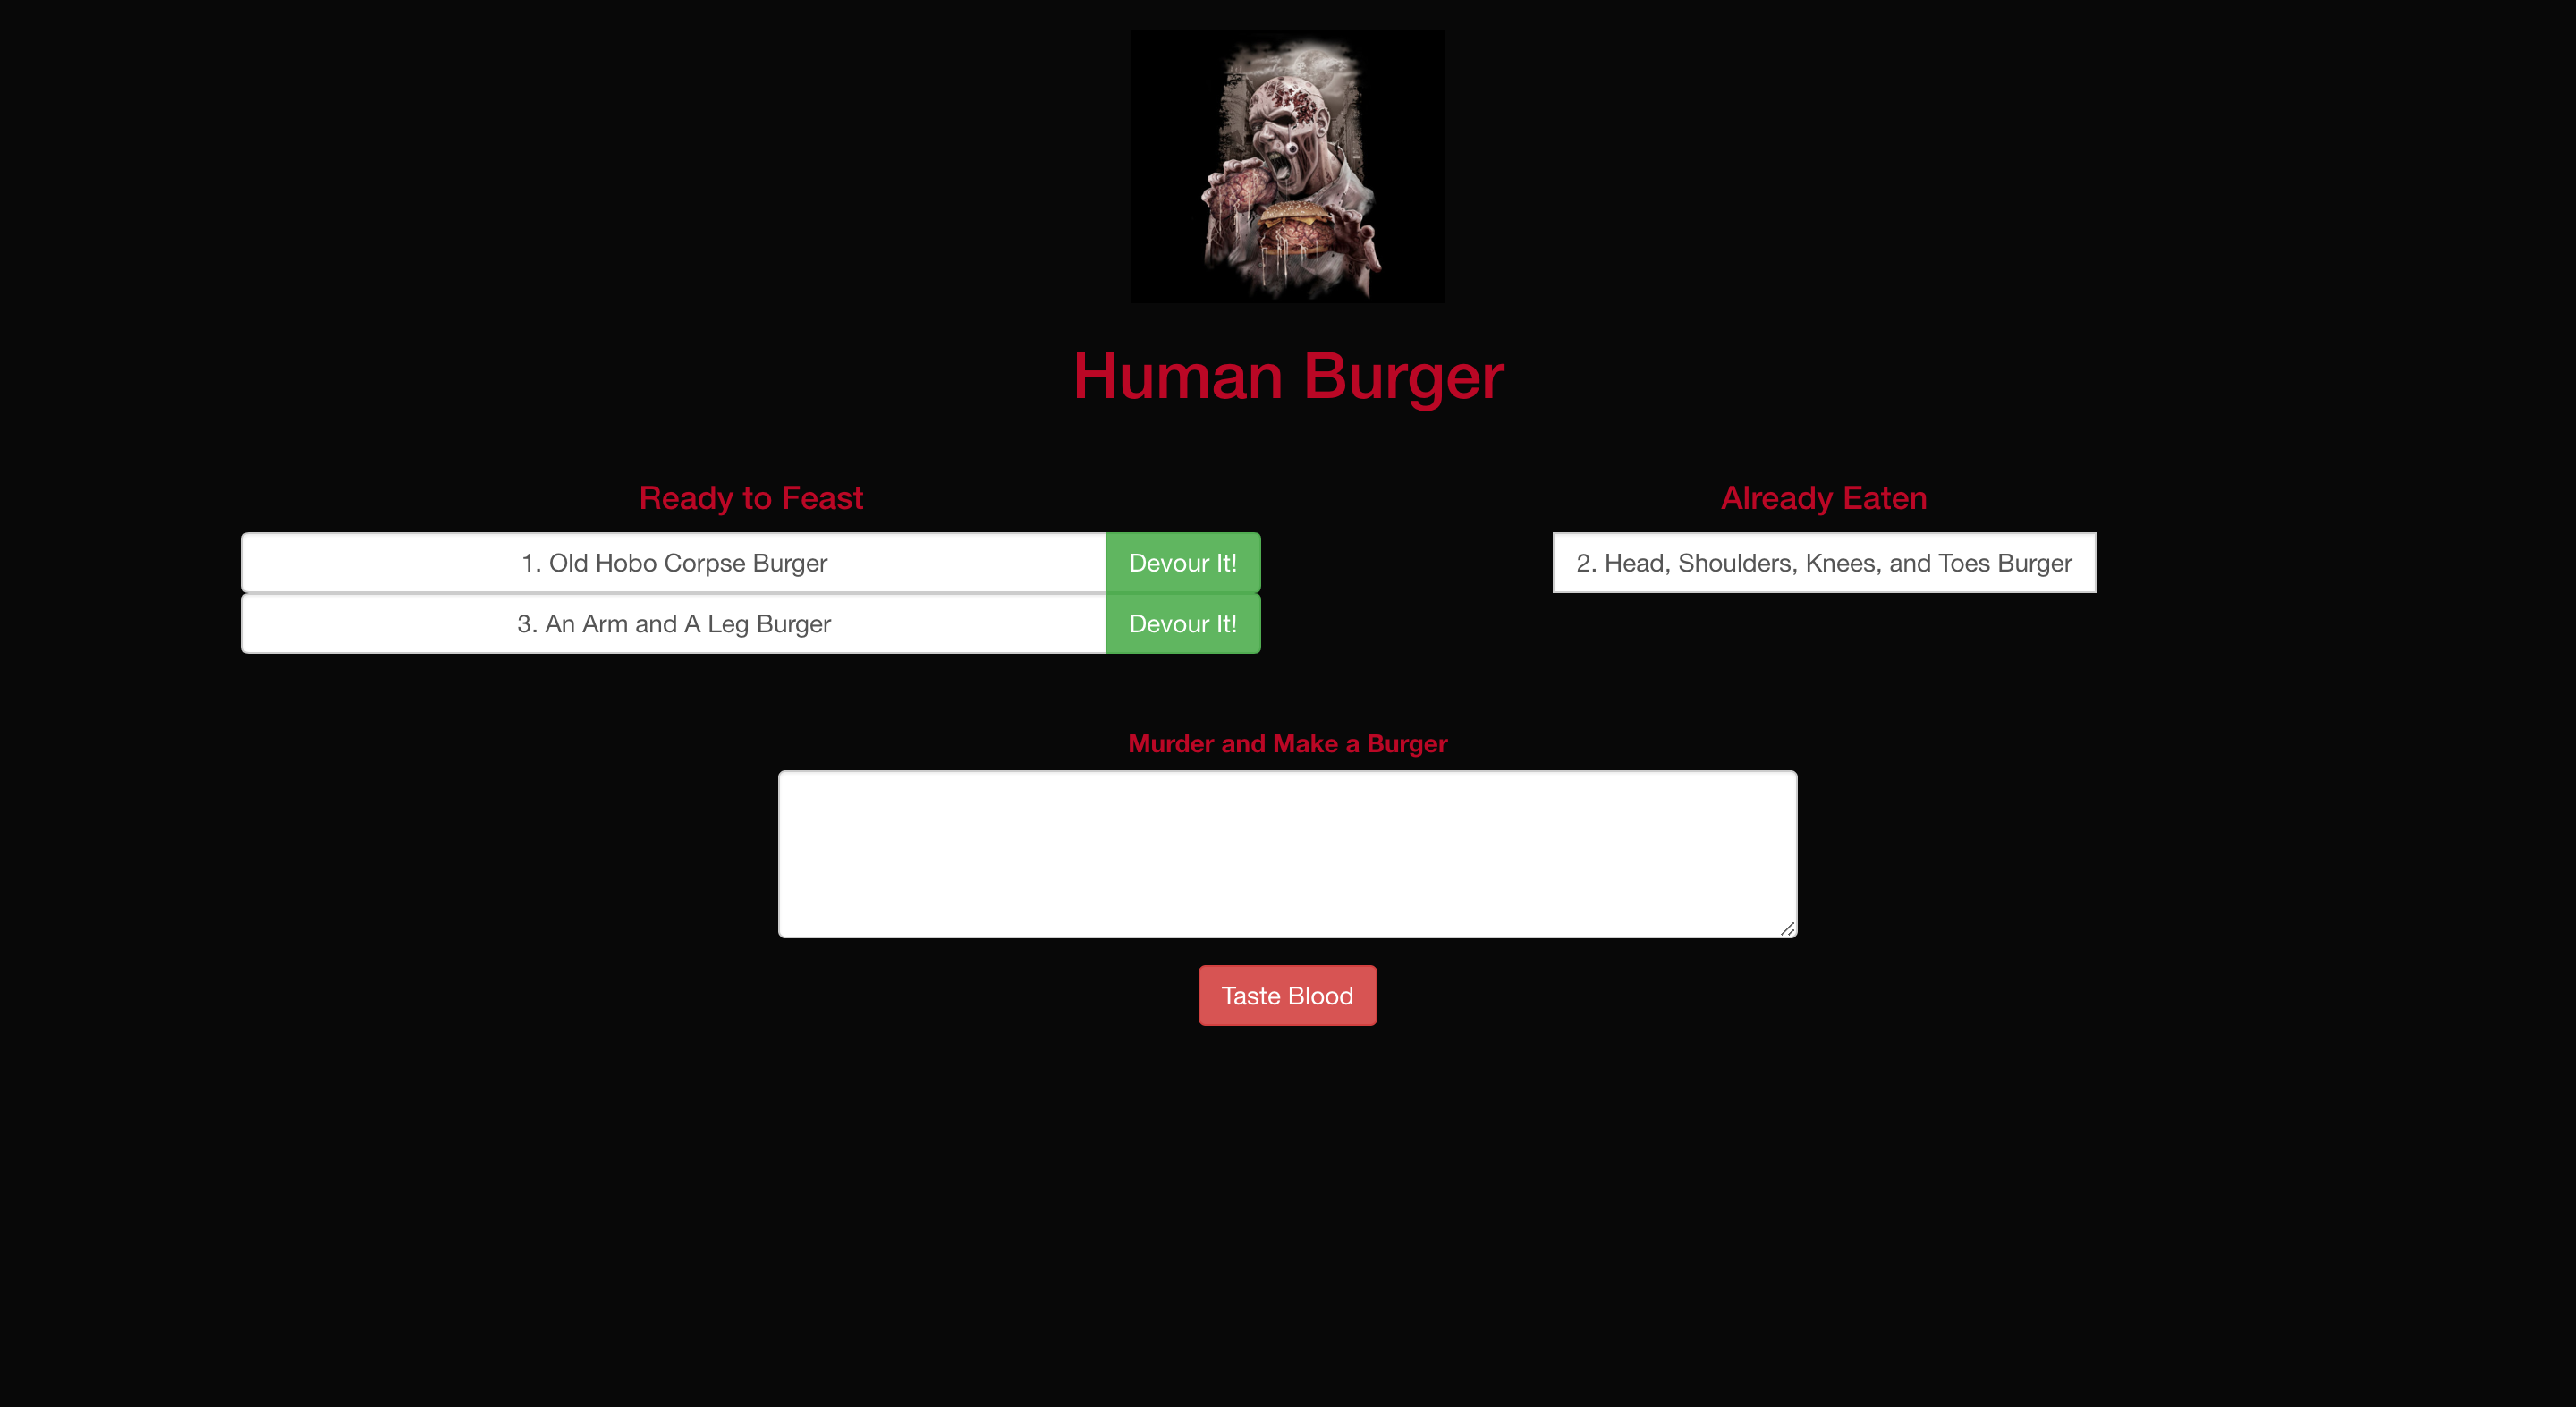 Human Burger
Ready to Feast
1. Old Hobo Corpse Burger
Devour It!
3. An Arm and A Leg Burger
Devour It!
Already Eaten
2. Head, Shoulders, Knees, and Toes Burger
Murder and Make a Burger
Taste Blood